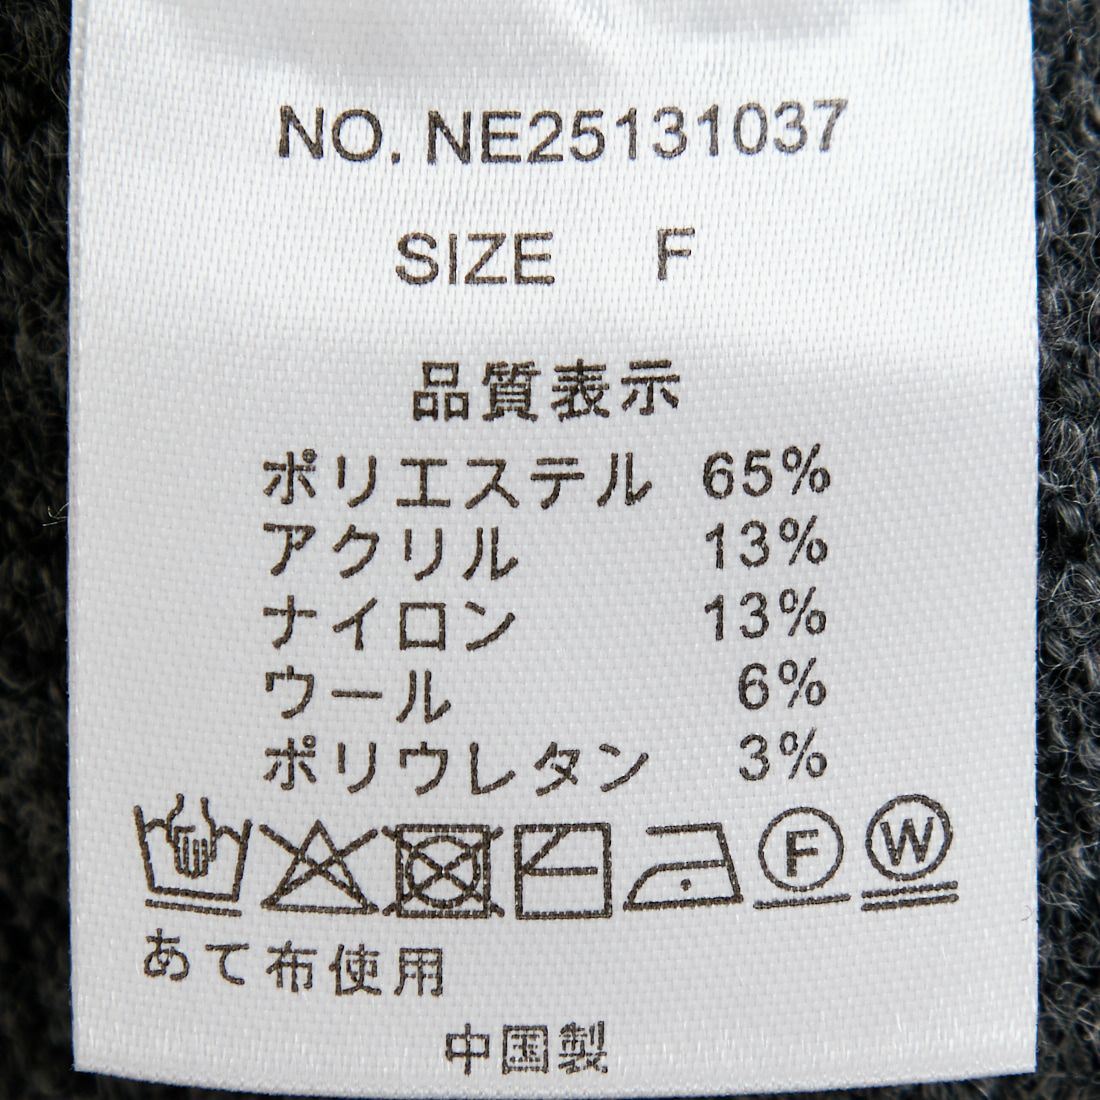 NO. NE25131037
SIZE F
品質表示
ポリエステル 65%
アクリル 13%
ナイロン 13%
ウール 6%
ポリウレタン 3%
F W
あて布使用
中国製